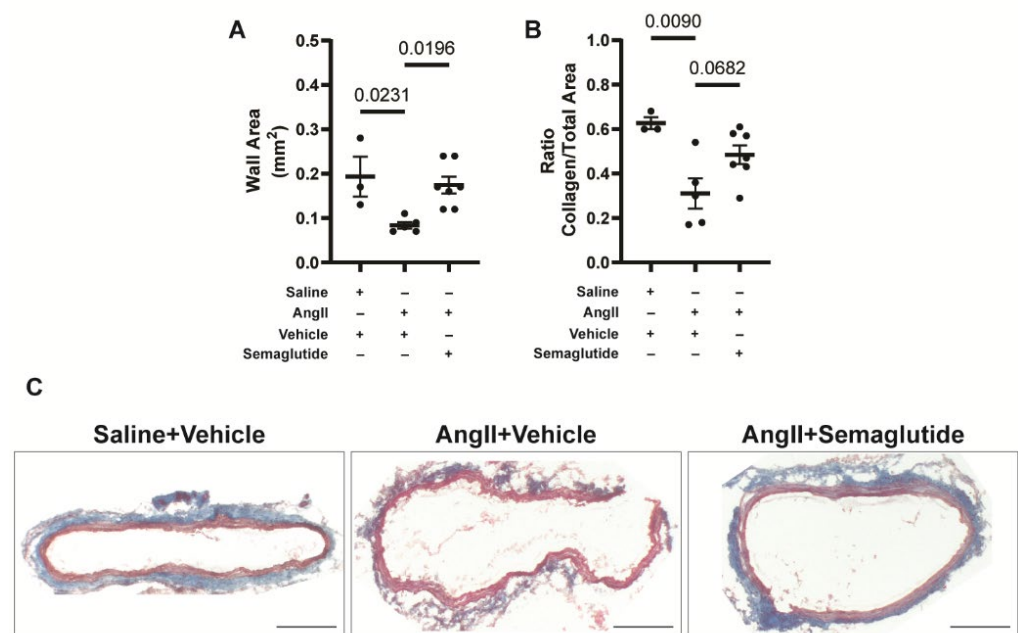 A
0.5
0.4
0.3
0.2
0.1
0.0
Wall Area
(mm²)
0.0231
0.0196
Saline + – –
AngII – + +
Vehicle + + –
Semaglutide – – +
B
1.0
0.8
0.6
0.4
0.2
0.0
Ratio
Collagen/Total Area
0.0090
0.0682
Saline + – –
AngII – + +
Vehicle + + –
Semaglutide – – +
C
Saline+Vehicle
AngII+Vehicle
AngII+Semaglutide